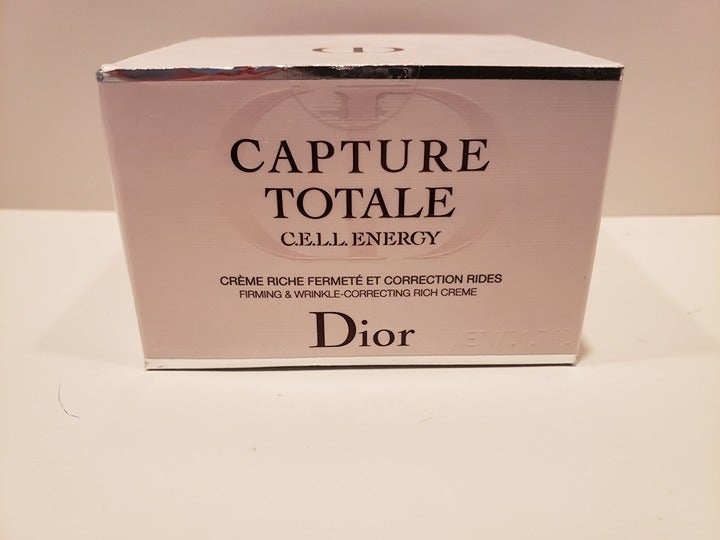 CAPTURE
TOTALE
C.E.L.L. ENERGY
CRÈME RICHE FERMETÉ ET CORRECTION RIDES
FIRMING & WRINKLE-CORRECTING RICH CREME
Dior